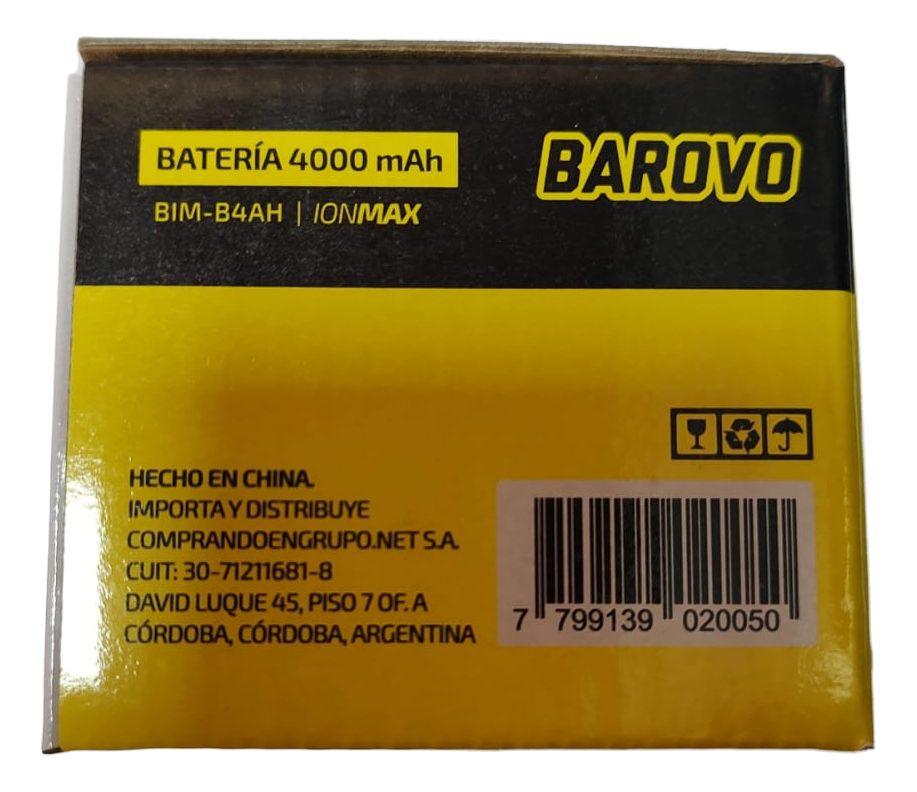 BATERÍA 4000 mAh
BIM-B4AH | IONMAX
BAROVO
HECHO EN CHINA.
IMPORTA Y DISTRIBUYE
COMPRANDOENGRUPO.NET S.A.
CUIT: 30-71211681-8
DAVID LUQUE 45, PISO 7 OF. A
CÓRDOBA, CÓRDOBA, ARGENTINA
7 799139 020050